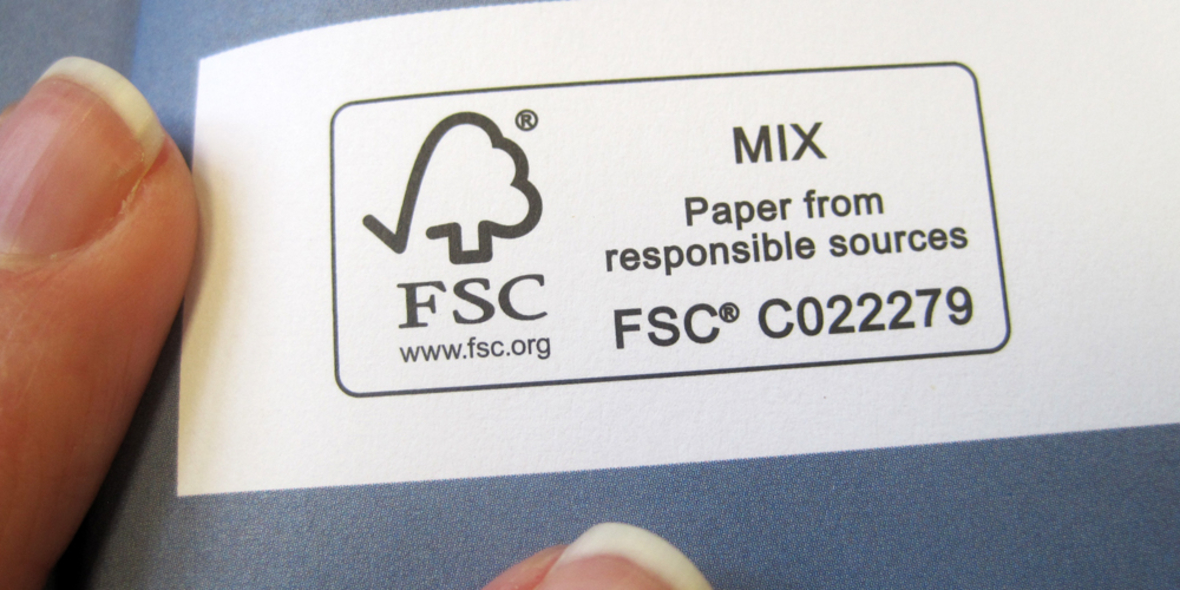 ®
FSC
www.fsc.org
MIX
Paper from
responsible sources
FSC® C022279